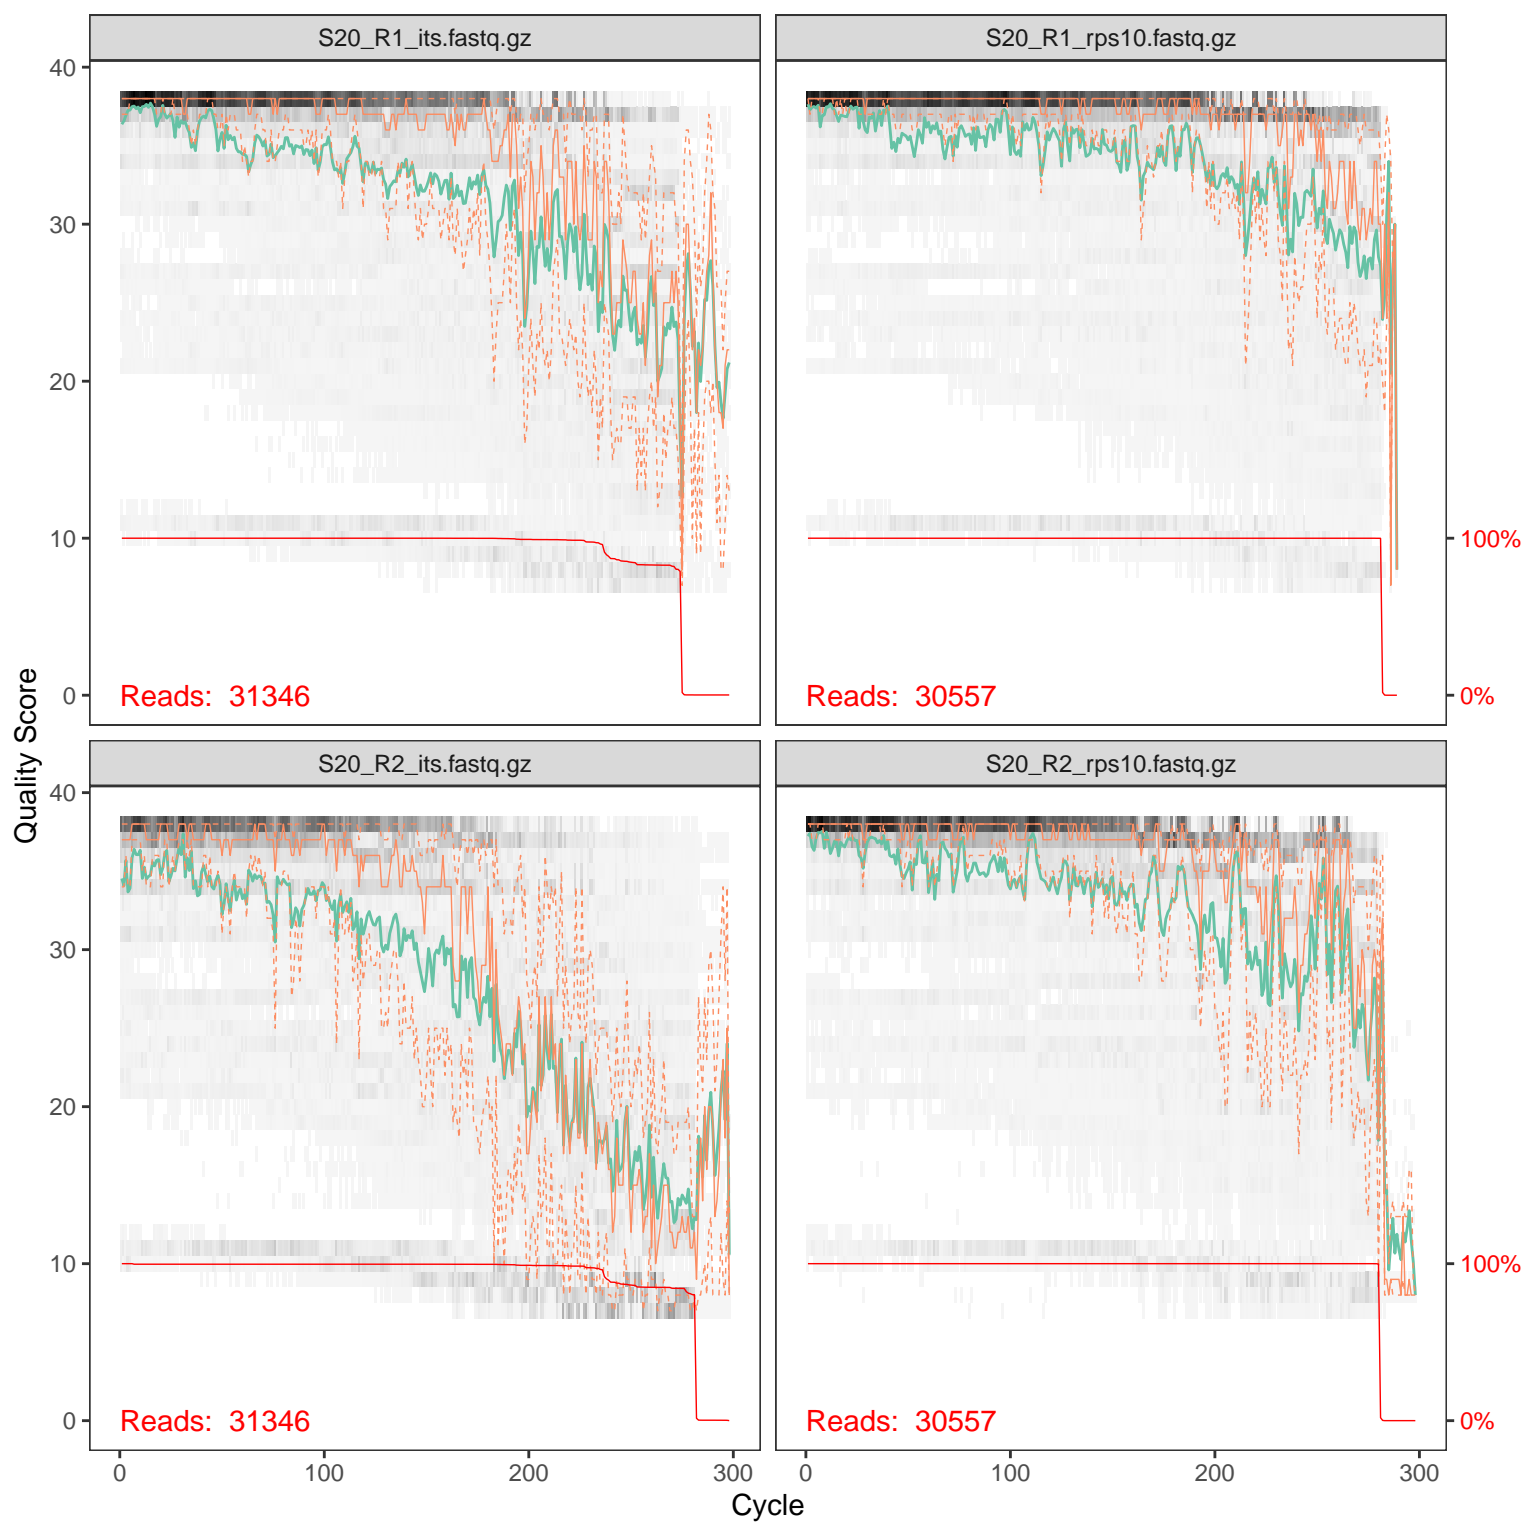 S20_R1_its.fastq.gz
S20_R1_rps10.fastq.gz
40
30
20
10
0
Reads: 31346
Reads: 30557
100%
0%
Quality Score
S20_R2_its.fastq.gz
S20_R2_rps10.fastq.gz
40
30
20
10
0
Reads: 31346
Reads: 30557
100%
0%
0 100 200 300
0 100 200 300
Cycle